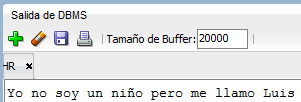 Salida de DBMS
Tamaño de Buffer: 20000
HR
Yo no soy un niño pero me llamo Luis